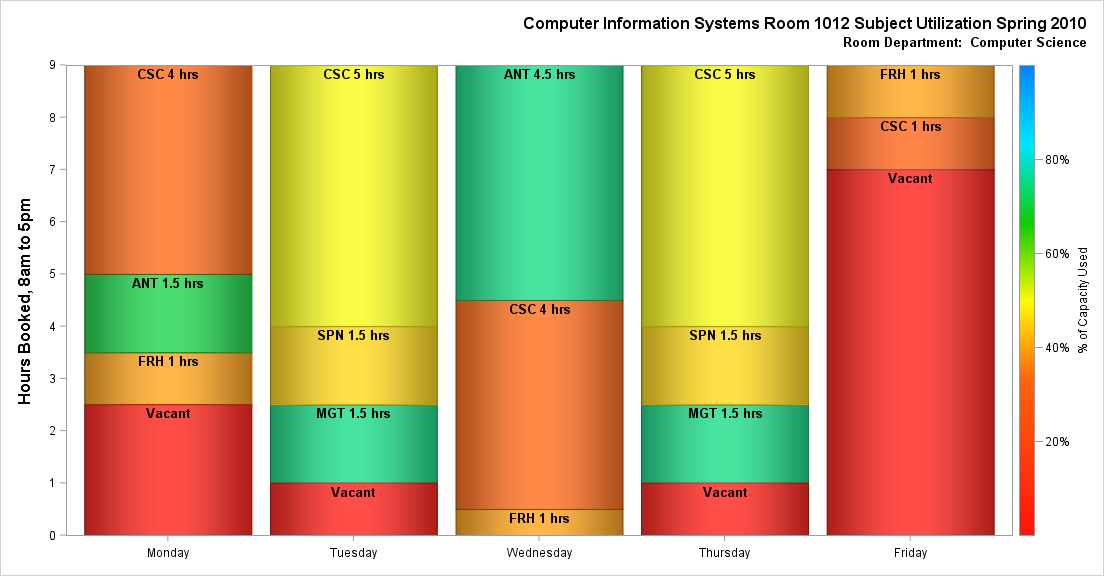 Computer Information Systems Room 1012 Subject Utilization Spring 2010
Room Department:  Computer Science
Hours Booked, 8am to 5pm
9
8
7
6
5
4
3
2
1
0
CSC 4 hrs
ANT 1.5 hrs
FRH 1 hrs
Vacant
CSC 5 hrs
SPN 1.5 hrs
MGT 1.5 hrs
Vacant
ANT 4.5 hrs
CSC 4 hrs
FRH 1 hrs
CSC 5 hrs
SPN 1.5 hrs
MGT 1.5 hrs
Vacant
FRH 1 hrs
CSC 1 hrs
Vacant
Monday
Tuesday
Wednesday
Thursday
Friday
80%
60%
40%
20%
% of Capacity Used